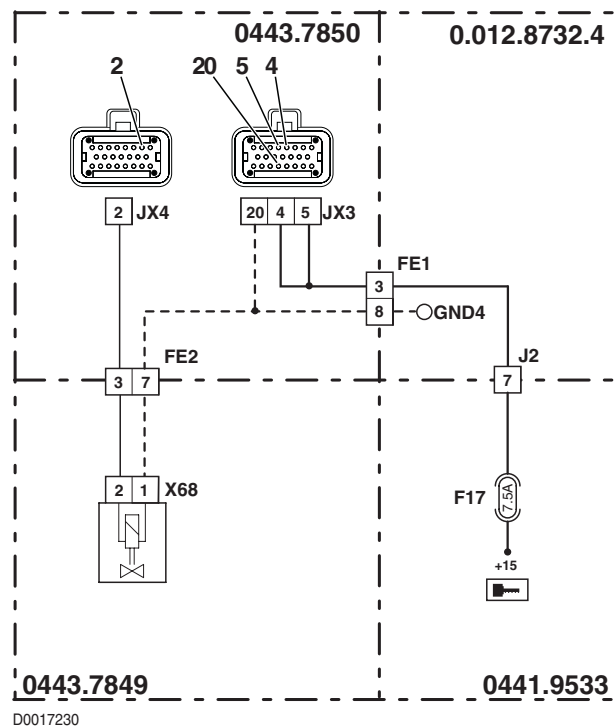 0443.7850 0.012.8732.4
2 20 5 4
2 JX4 20 4 5 JX3
FE1
3
8 GND4
FE2 J2
3 7 7
2 1 X68 F17 7.5A
+15
0443.7849 0441.9533
D0017230